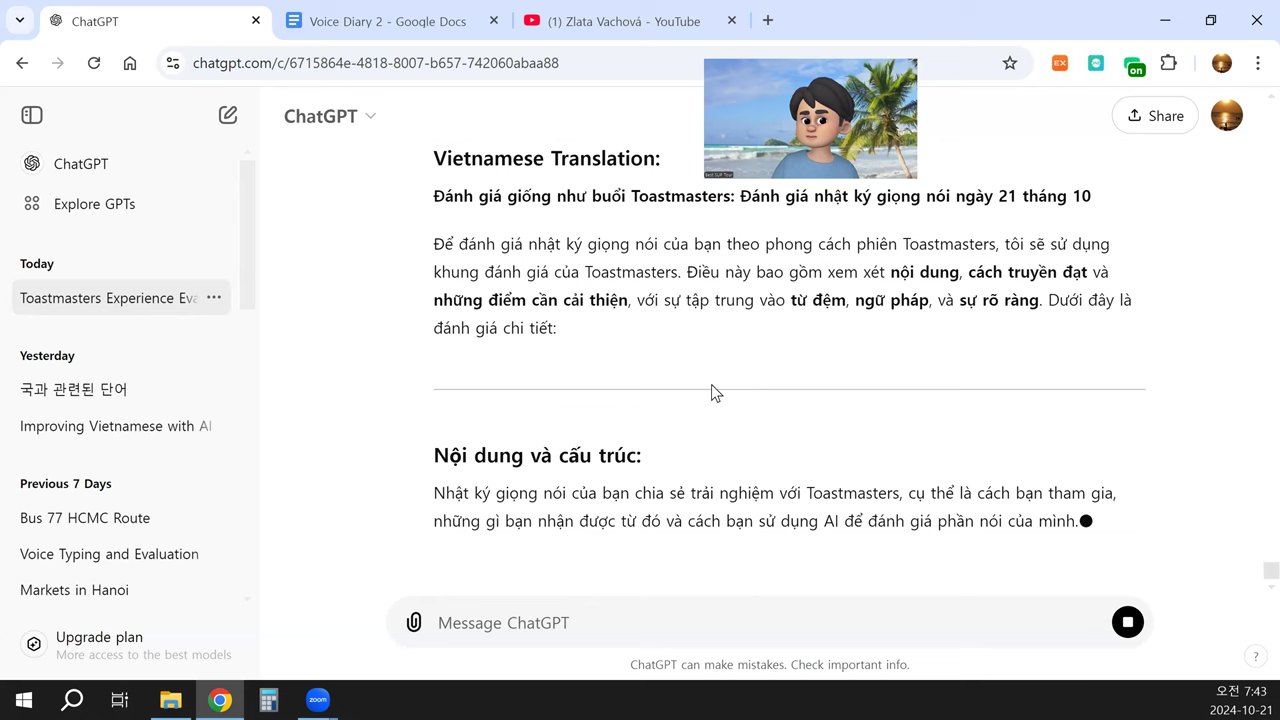 ChatGPT
Voice Diary 2 - Google Docs
(1) Zlata Vachová - YouTube
chatgpt.com/c/6715864e-4818-8007-b657-742060abaa88
EX
on
ChatGPT
Share
ChatGPT
Explore GPTs
Today
Toastmasters Experience Eva
Yesterday
국과 관련된 단어
Improving Vietnamese with AI
Previous 7 Days
Bus 77 HCMC Route
Voice Typing and Evaluation
Markets in Hanoi
Upgrade plan
More access to the best models
Vietnamese Translation:
Đánh giá giống như buổi Toastmasters: Đánh giá nhật ký giọng nói ngày 21 tháng 10
Để đánh giá nhật ký giọng nói của bạn theo phong cách phiên Toastmasters, tôi sẽ sử dụng
khung đánh giá của Toastmasters. Điều này bao gồm xem xét nội dung, cách truyền đạt và
những điểm cần cải thiện, với sự tập trung vào từ đệm, ngữ pháp, và sự rõ ràng. Dưới đây là
đánh giá chi tiết:
Nội dung và cấu trúc:
Nhật ký giọng nói của bạn chia sẻ trải nghiệm với Toastmasters, cụ thể là cách bạn tham gia,
những gì bạn nhận được từ đó và cách bạn sử dụng AI để đánh giá phần nói của mình.
Message ChatGPT
ChatGPT can make mistakes. Check important info.
?
zoom
오전 7:43
2024-10-21